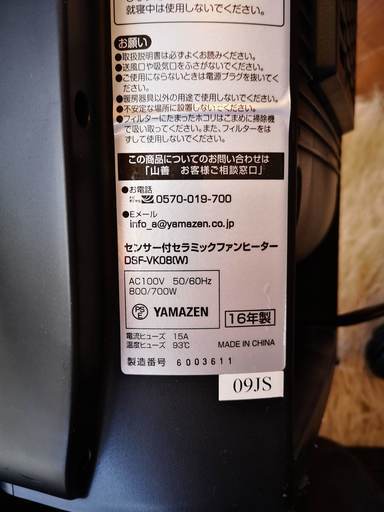 就寝中は使用しないでください。
お願い
●取扱説明書は必ずよくお読みください。
●送風口や吸気口をふさがないでください。
●ご使用にならないときは電源プラグを抜いてください。
●暖房器具以外の用途で使用しないでください。
●不安定な場所に設置しないでください。
●フィルターにたまったホコリはこまめに掃除機
で吸い取ってください。また、フィルターをは
ずして使用しないでください。
この商品についてのお問い合わせは
「山善 お客様ご相談窓口」
●お電話
0570-019-700
●Eメール
info_a@yamazen.co.jp
センサー付セラミックファンヒーター
DSF-VK08(W)
AC100V 50/60Hz
800/700W
PSE YAMAZEN
16年製
電流ヒューズ 15A
温度ヒューズ 93℃
MADE IN CHINA
製造番号 6003611
09JS